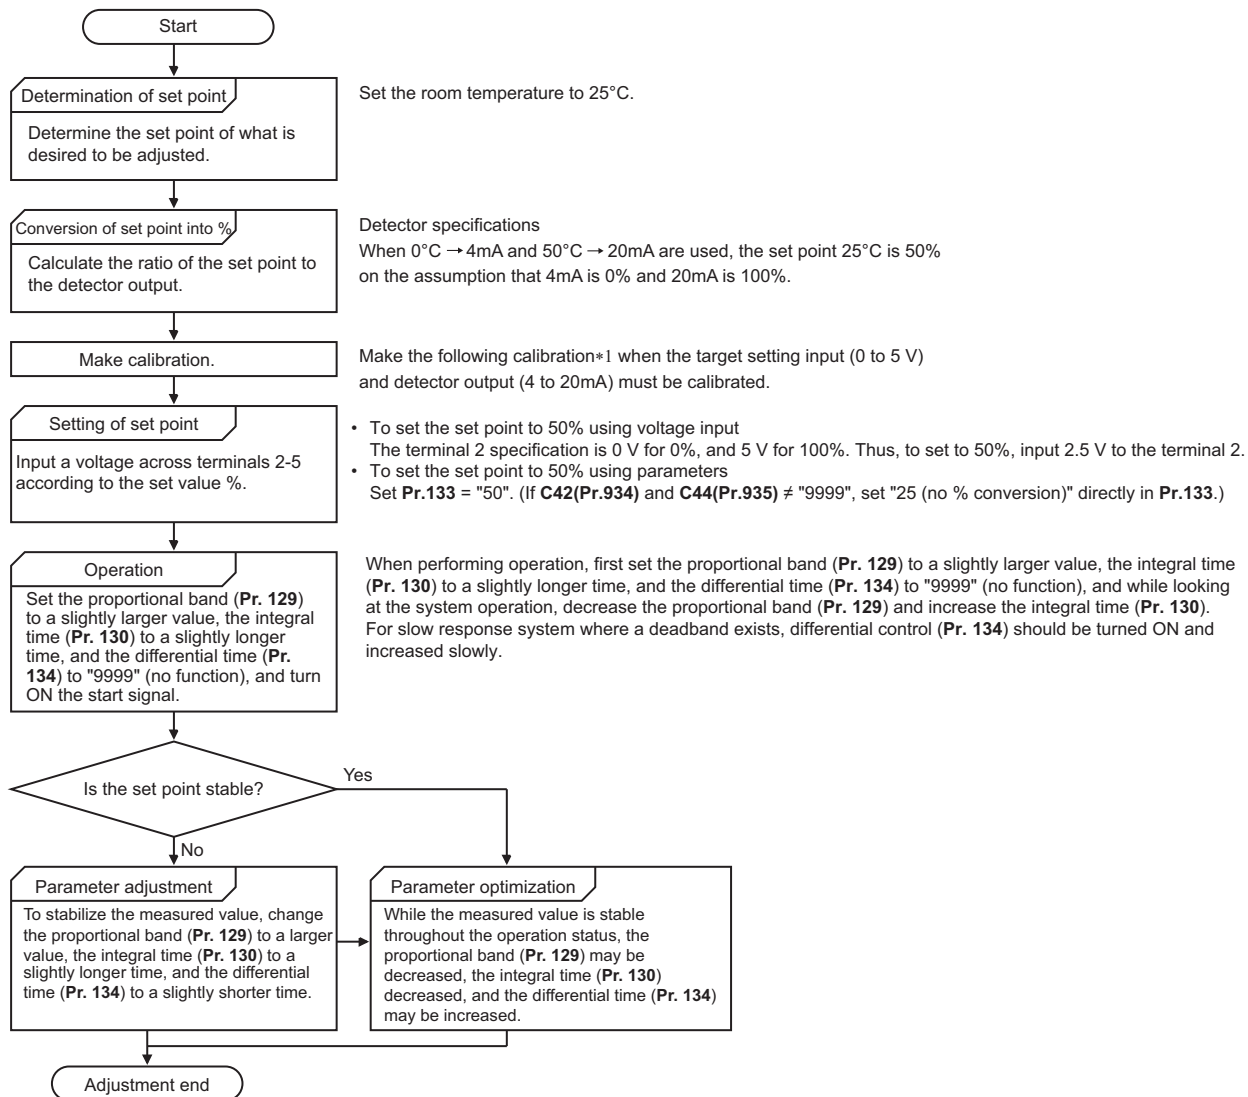 Start
Determination of set point
Determine the set point of what is
desired to be adjusted.
Set the room temperature to 25°C.
Conversion of set point into %
Calculate the ratio of the set point to
the detector output.
Detector specifications
When 0°C → 4mA and 50°C → 20mA are used, the set point 25°C is 50%
on the assumption that 4mA is 0% and 20mA is 100%.
Make calibration.
Make the following calibration*1 when the target setting input (0 to 5 V)
and detector output (4 to 20mA) must be calibrated.
Setting of set point
Input a voltage across terminals 2-5
according to the set value %.
• To set the set point to 50% using voltage input
The terminal 2 specification is 0 V for 0%, and 5 V for 100%. Thus, to set to 50%, input 2.5 V to the terminal 2.
• To set the set point to 50% using parameters
Set Pr.133 = "50". (If C42(Pr.934) and C44(Pr.935) ≠ "9999", set "25 (no % conversion)" directly in Pr.133.)
Operation
Set the proportional band (Pr. 129)
to a slightly larger value, the integral
time (Pr. 130) to a slightly longer
time, and the differential time (Pr.
134) to "9999" (no function), and turn
ON the start signal.
When performing operation, first set the proportional band (Pr. 129) to a slightly larger value, the integral time
(Pr. 130) to a slightly longer time, and the differential time (Pr. 134) to "9999" (no function), and while looking
at the system operation, decrease the proportional band (Pr. 129) and increase the integral time (Pr. 130).
For slow response system where a deadband exists, differential control (Pr. 134) should be turned ON and
increased slowly.
Is the set point stable?
Yes
No
Parameter adjustment
To stabilize the measured value, change
the proportional band (Pr. 129) to a larger
value, the integral time (Pr. 130) to a
slightly longer time, and the differential
time (Pr. 134) to a slightly shorter time.
Parameter optimization
While the measured value is stable
throughout the operation status, the
proportional band (Pr. 129) may be
decreased, the integral time (Pr. 130)
decreased, and the differential time (Pr. 134)
may be increased.
Adjustment end